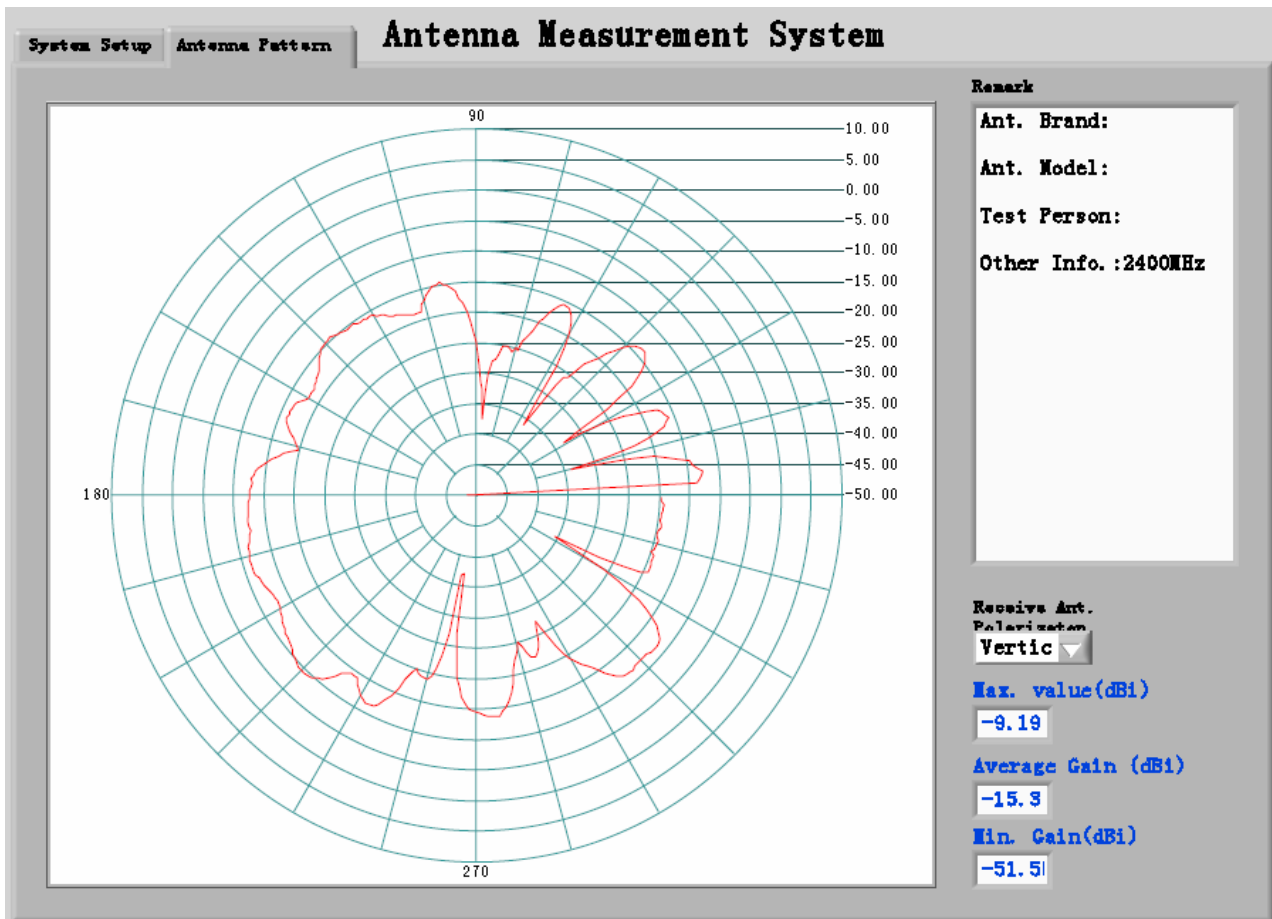 Antenna Measurement System
System Setup
Antenna Pattern
90
10.00
5.00
0.00
-5.00
-10.00
-15.00
-20.00
-25.00
-30.00
-35.00
-40.00
-45.00
-50.00
180
270
Remark
Ant. Brand:
Ant. Model:
Test Person:
Other Info.:2400MHz
Receive Ant.
Polarizaton
Vertic
Max. value(dBi)
-9.19
Average Gain (dBi)
-15.3
Min. Gain(dBi)
-51.5